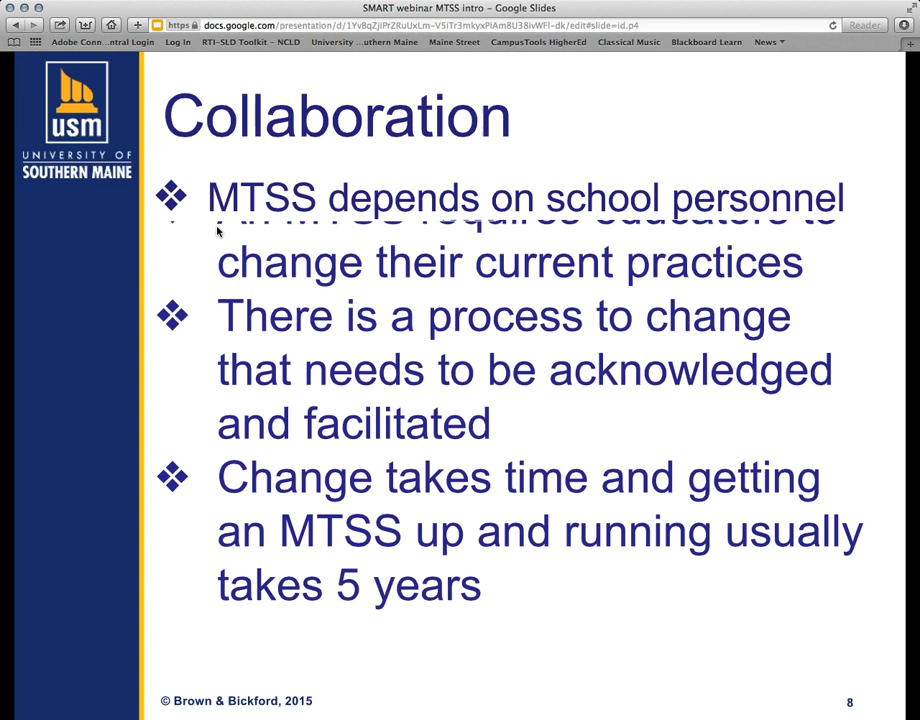 SMART webinar MTSS intro – Google Slides
https docs.google.com/presentation/d/1YvBqZjIPrZRuUxLm-V5iTr3mkyxPiAm8U38ivWFl-dk/edit#slide=id.p4
Reader
Adobe Conn...ntral Login Log In RTI-SLD Toolkit - NCLD University ...uthern Maine Maine Street CampusTools HigherEd Classical Music Blackboard Learn News
usm
UNIVERSITY OF
SOUTHERN MAINE
Collaboration
❖ MTSS depends on school personnel
An MTSS requires educators to
change their current practices
❖ There is a process to change
that needs to be acknowledged
and facilitated
❖ Change takes time and getting
an MTSS up and running usually
takes 5 years
© Brown & Bickford, 2015
8